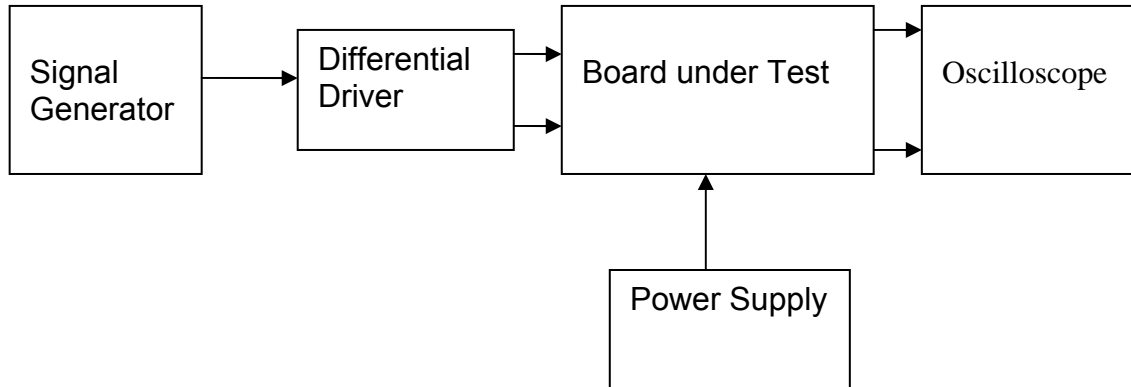 Signal
Generator
Differential
Driver
Board under Test
Oscilloscope
Power Supply